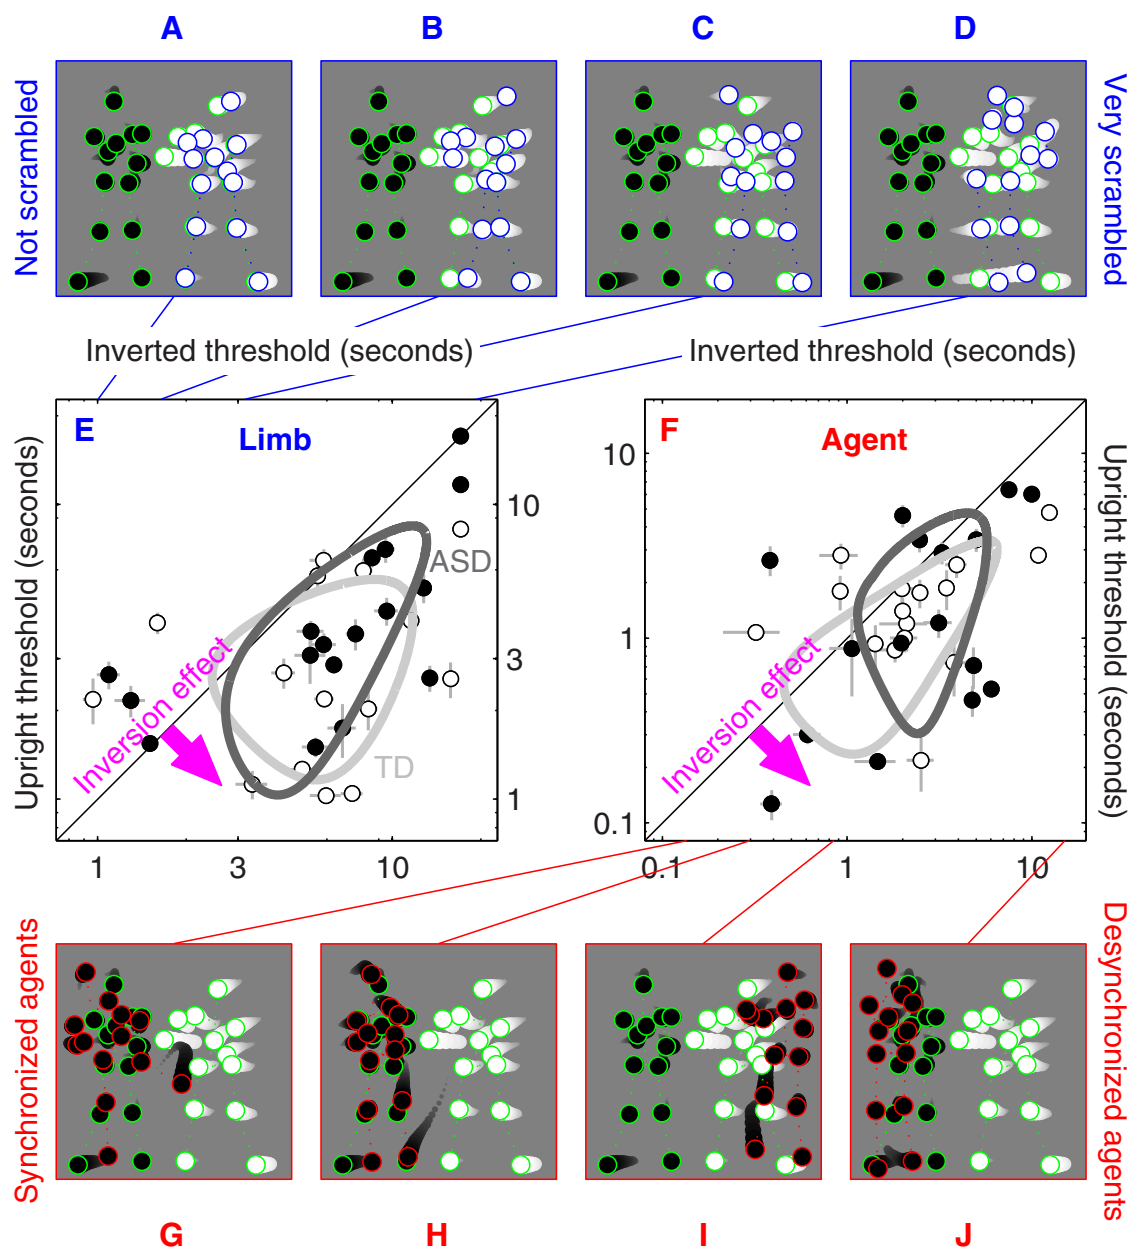 A
B
C
D
Not scrambled
Very scrambled
Inverted threshold (seconds)
Inverted threshold (seconds)
E
Limb
F
Agent
Upright threshold (seconds)
Upright threshold (seconds)
10
3
1
10
1
0.1
ASD
TD
Inversion effect
Inversion effect
1
3
10
0.1
1
10
Synchronized agents
Desynchronized agents
G
H
I
J